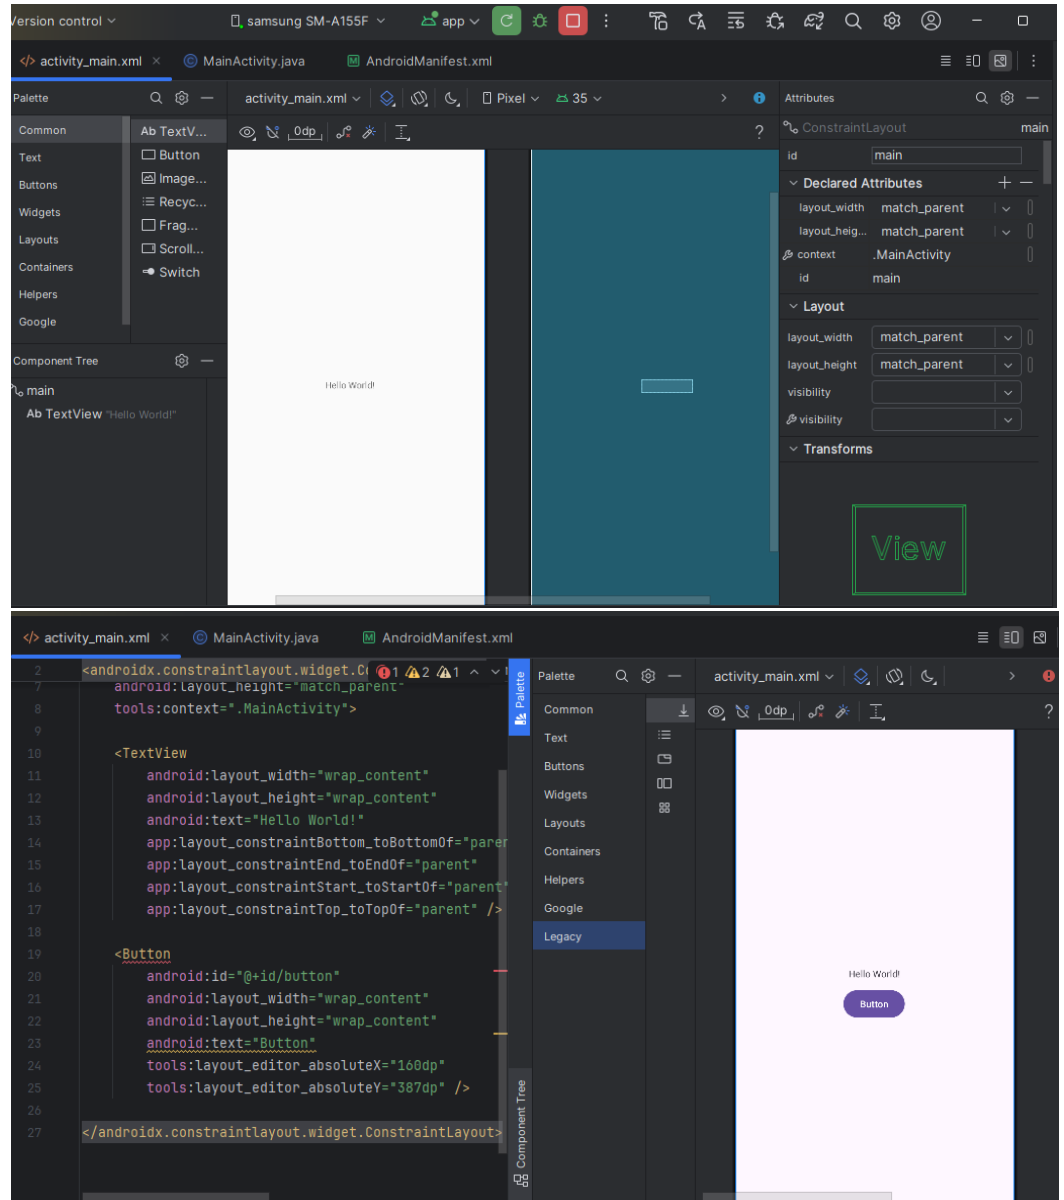 Version control
samsung SM-A155F
app
activity_main.xml
MainActivity.java
AndroidManifest.xml
Palette
activity_main.xml
Pixel
35
Attributes
Common
Ab TextV...
0dp
?
ConstraintLayout
main
Text
Button
id
main
Buttons
Image...
Declared Attributes
Widgets
Recyc...
layout_width
match_parent
Layouts
Frag...
layout_heig...
match_parent
Containers
Scroll...
context
.MainActivity
Helpers
Switch
id
main
Google
Layout
layout_width
match_parent
Component Tree
layout_height
match_parent
main
visibility
Ab TextView "Hello World!"
visibility
Hello World!
Transforms
View
activity_main.xml
MainActivity.java
AndroidManifest.xml
2 <androidx.constraintlayout.widget.Co
1 2 1
7 android:layout_height="match_parent"
8 tools:context=".MainActivity">
9
10 <TextView
11 android:layout_width="wrap_content"
12 android:layout_height="wrap_content"
13 android:text="Hello World!"
14 app:layout_constraintBottom_toBottomOf="paren
15 app:layout_constraintEnd_toEndOf="parent"
16 app:layout_constraintStart_toStartOf="parent"
17 app:layout_constraintTop_toTopOf="parent" />
18
19 <Button
20 android:id="@+id/button"
21 android:layout_width="wrap_content"
22 android:layout_height="wrap_content"
23 android:text="Button"
24 tools:layout_editor_absoluteX="160dp"
25 tools:layout_editor_absoluteY="387dp" />
26
27 </androidx.constraintlayout.widget.ConstraintLayout>
Palette
Component Tree
Palette
activity_main.xml
Common
0dp
?
Text
Buttons
Widgets
Layouts
Containers
Helpers
Google
Legacy
Hello World!
Button